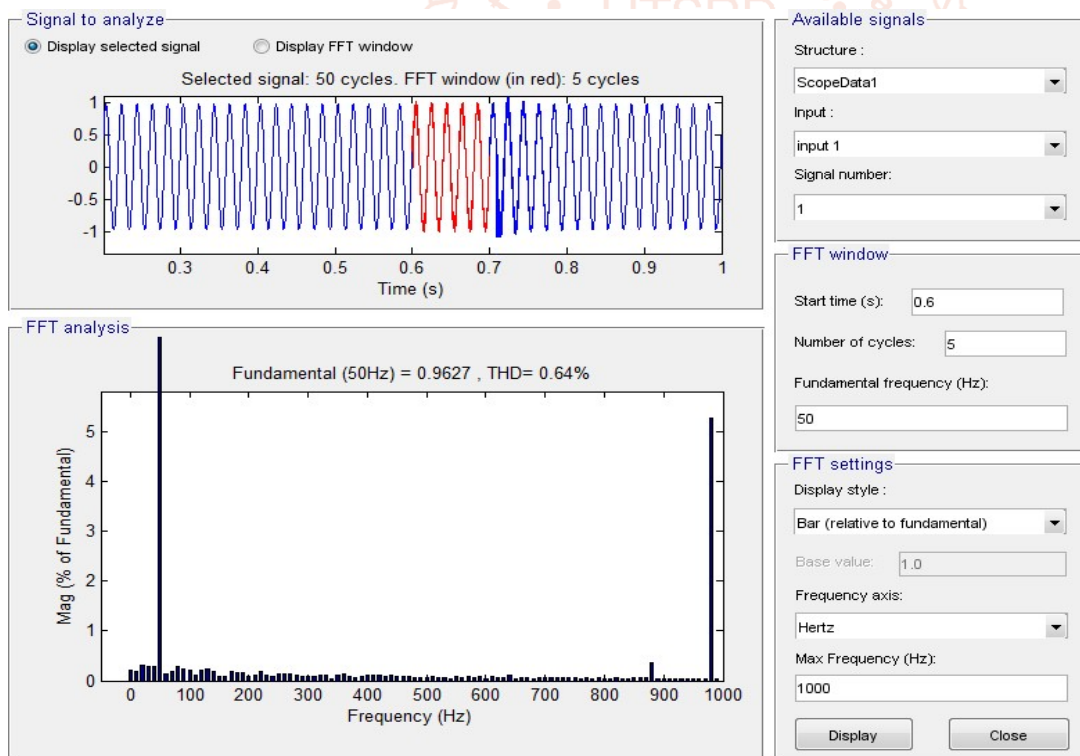 Signal to analyze
Display selected signal
Display FFT window
Selected signal: 50 cycles. FFT window (in red): 5 cycles
1
0.5
0
-0.5
-1
0.3 0.4 0.5 0.6 0.7 0.8 0.9 1
Time (s)
FFT analysis
Fundamental (50Hz) = 0.9627 , THD= 0.64%
Mag (% of Fundamental)
5
4
3
2
1
0
0 100 200 300 400 500 600 700 800 900 1000
Frequency (Hz)
Available signals
Structure :
ScopeData1
Input :
input 1
Signal number:
1
FFT window
Start time (s): 0.6
Number of cycles: 5
Fundamental frequency (Hz):
50
FFT settings
Display style :
Bar (relative to fundamental)
Base value: 1.0
Frequency axis:
Hertz
Max Frequency (Hz):
1000
Display
Close